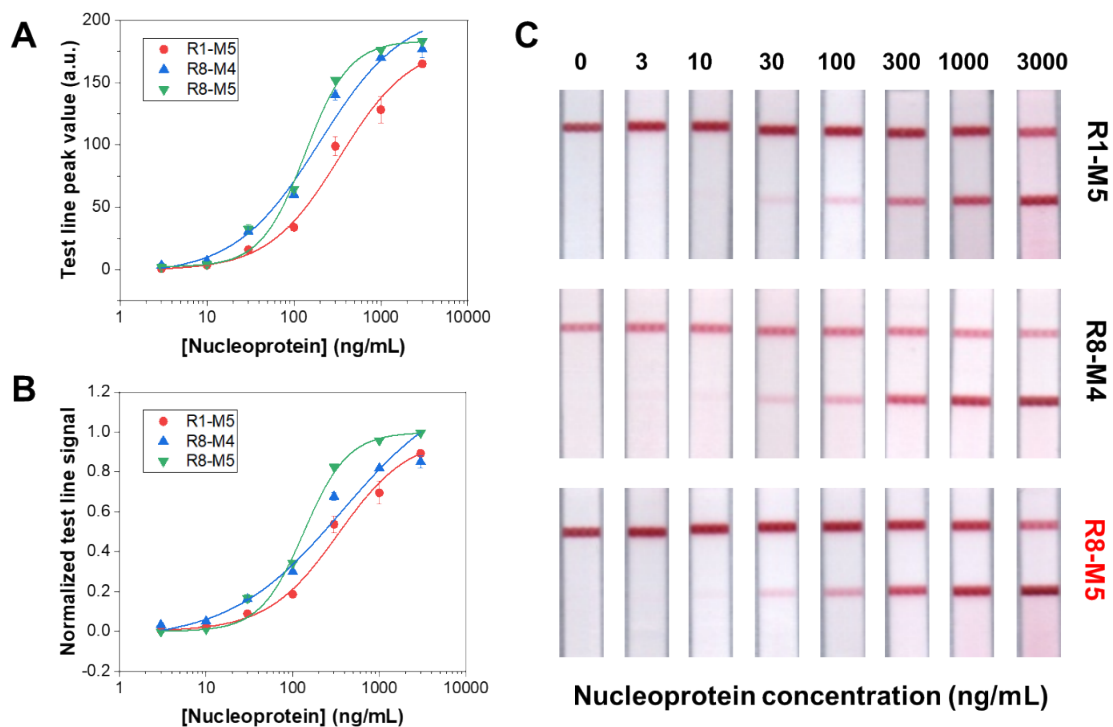 A
Test line peak value (a.u.)
200
150
100
50
0
R1-M5
R8-M4
R8-M5
1
10
100
1000
10000
[Nucleoprotein] (ng/mL)
B
Normalized test line signal
1.2
1.0
0.8
0.6
0.4
0.2
0.0
-0.2
R1-M5
R8-M4
R8-M5
1
10
100
1000
10000
[Nucleoprotein] (ng/mL)
C
0 3 10 30 100 300 1000 3000
R1-M5
R8-M4
R8-M5
Nucleoprotein concentration (ng/mL)